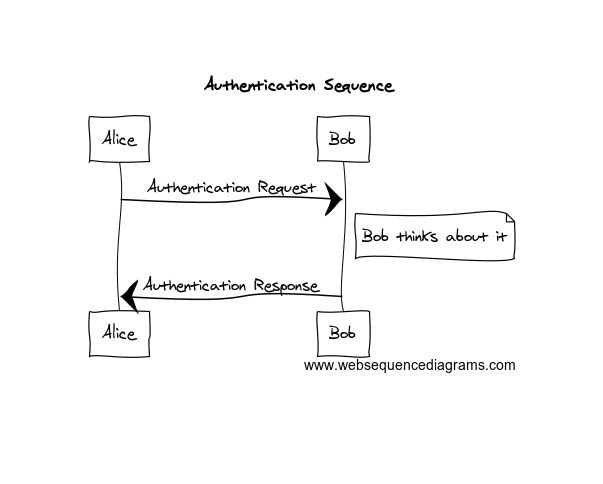 Authentication Sequence
Alice
Bob
Authentication Request
Bob thinks about it
Authentication Response
Alice
Bob
www.websequencediagrams.com